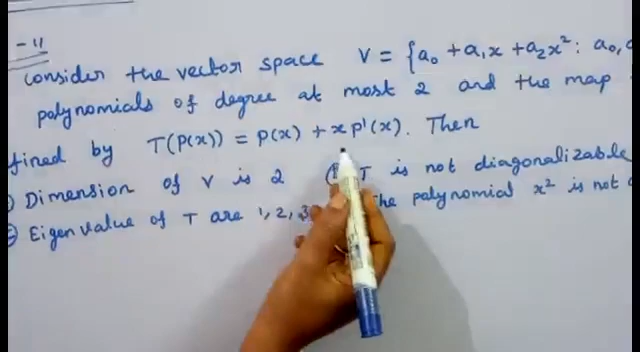 -11
Consider the vector space V = {a₀ + a₁x + a₂x² : a₀,
polynomials of degree at most 2 and the map
fined by T(P(x)) = P(x) + xP'(x). Then
Dimension of V is 2 T is not diagonalizable
Eigen value of T are 1, 2, 3 the polynomial x² is not